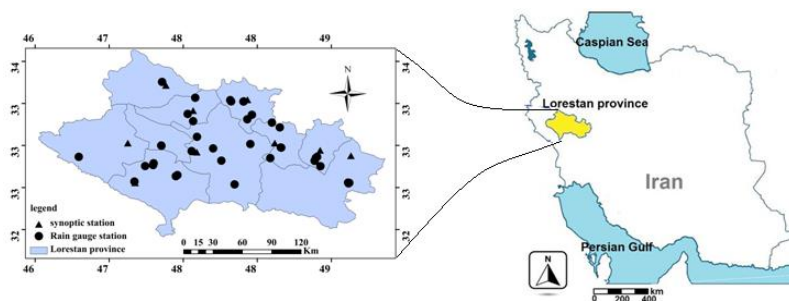 46 47 48 48 49
34
33
33
33
32
N
legend
synoptic station
Rain gauge station
Lorestan province
0 15 30 60 90 120
Km
34
33
33
33
32
46 47 48 48 49
Caspian Sea
Lorestan province
Iran
Persian Gulf
N
km
0 200 400